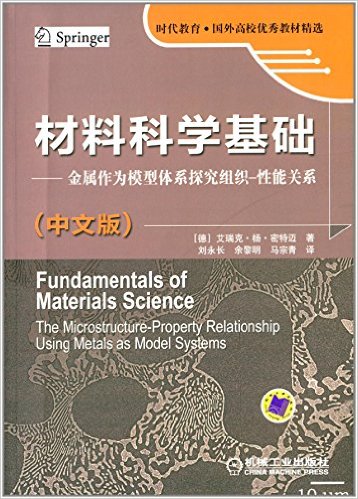 Springer
时代教育·国外高校优秀教材精选
材料科学基础
——金属作为模型体系探究组织-性能关系
（中文版）
［德］艾瑞克·杨·密特迈 著
刘永长 余黎明 马宗青 译
Fundamentals of
Materials Science
The Microstructure-Property Relationship
Using Metals as Model Systems
机械工业出版社
CHINA MACHINE PRESS